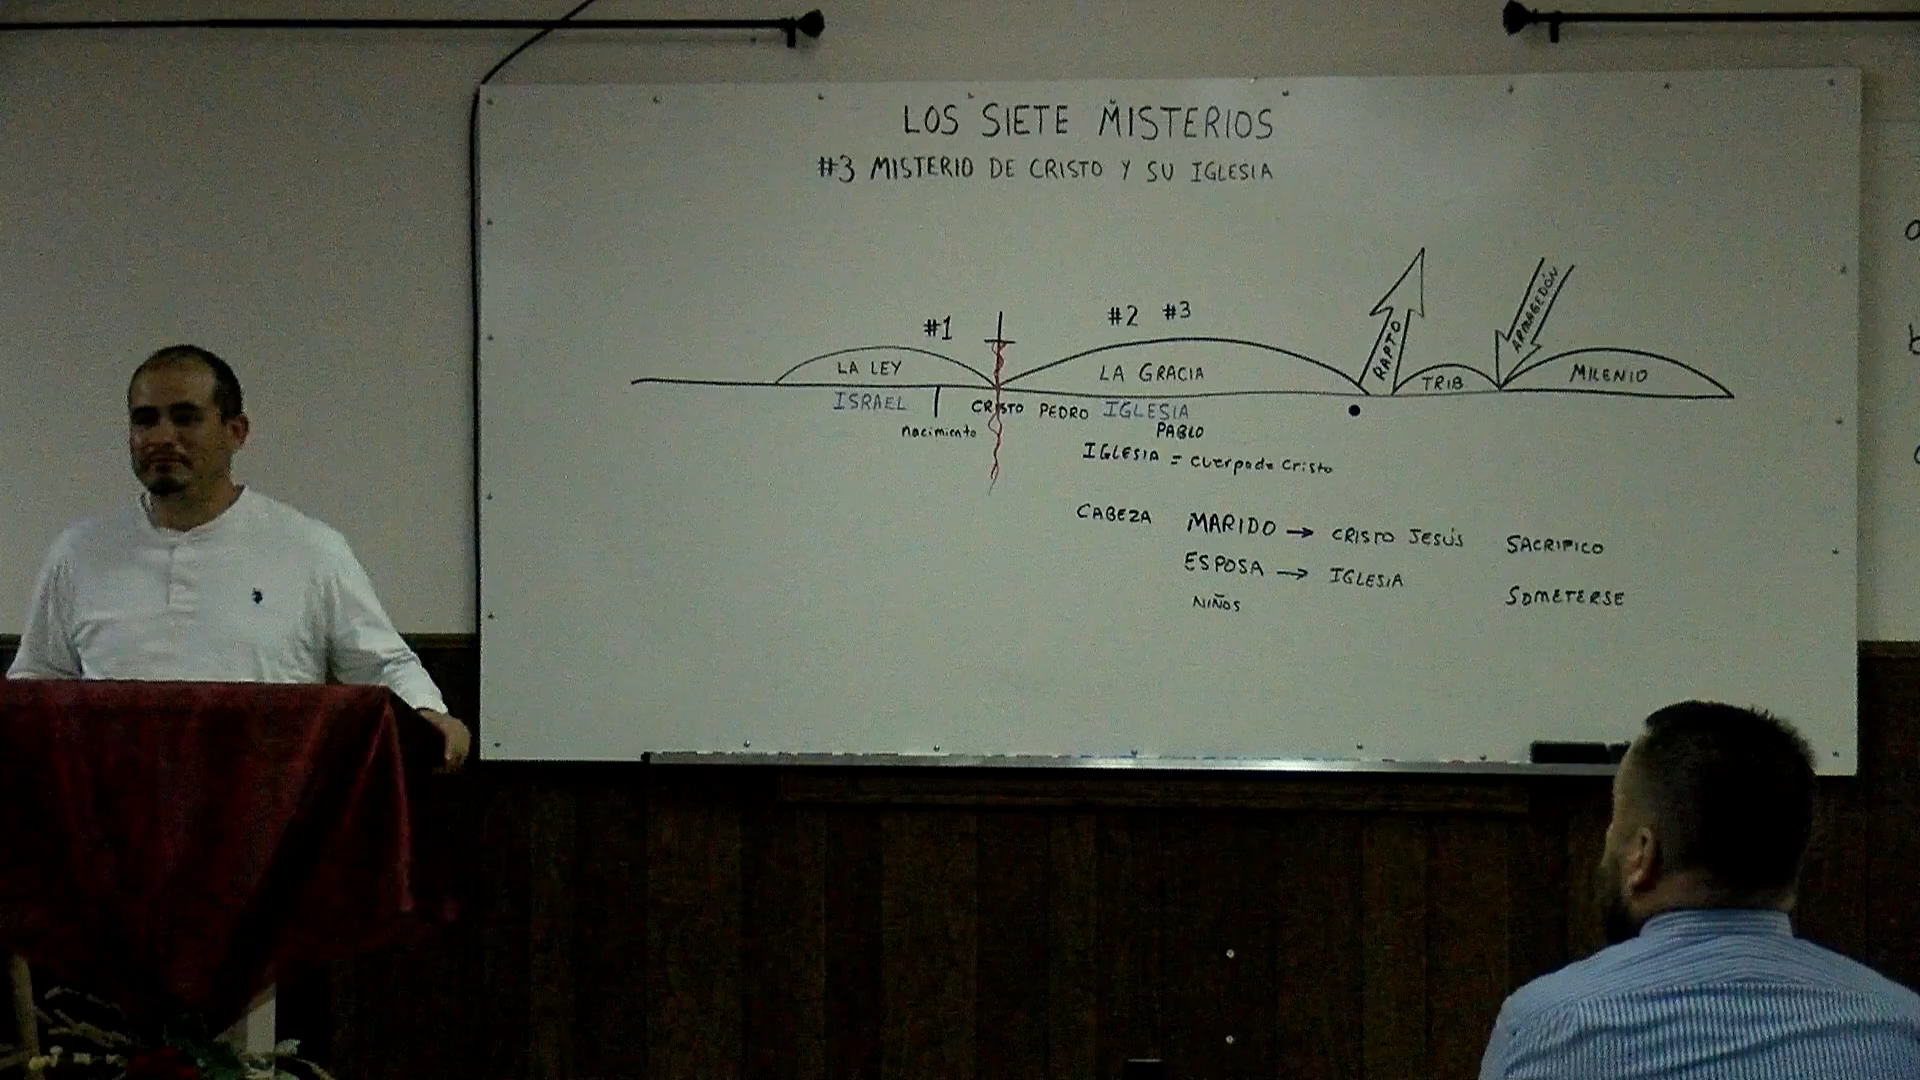 LOS SIETE MISTERIOS
#3 MISTERIO DE CRISTO Y SU IGLESIA
#1 #2 #3
LA LEY LA GRACIA RAPTO TRIB ARMAGEDÓN MILENIO
ISRAEL CRISTO PEDRO IGLESIA
nacimiento PABLO
IGLESIA = cuerpo de Cristo
CABEZA MARIDO → CRISTO JESÚS SACRIFICO
ESPOSA → IGLESIA SOMETERSE
NIÑOS